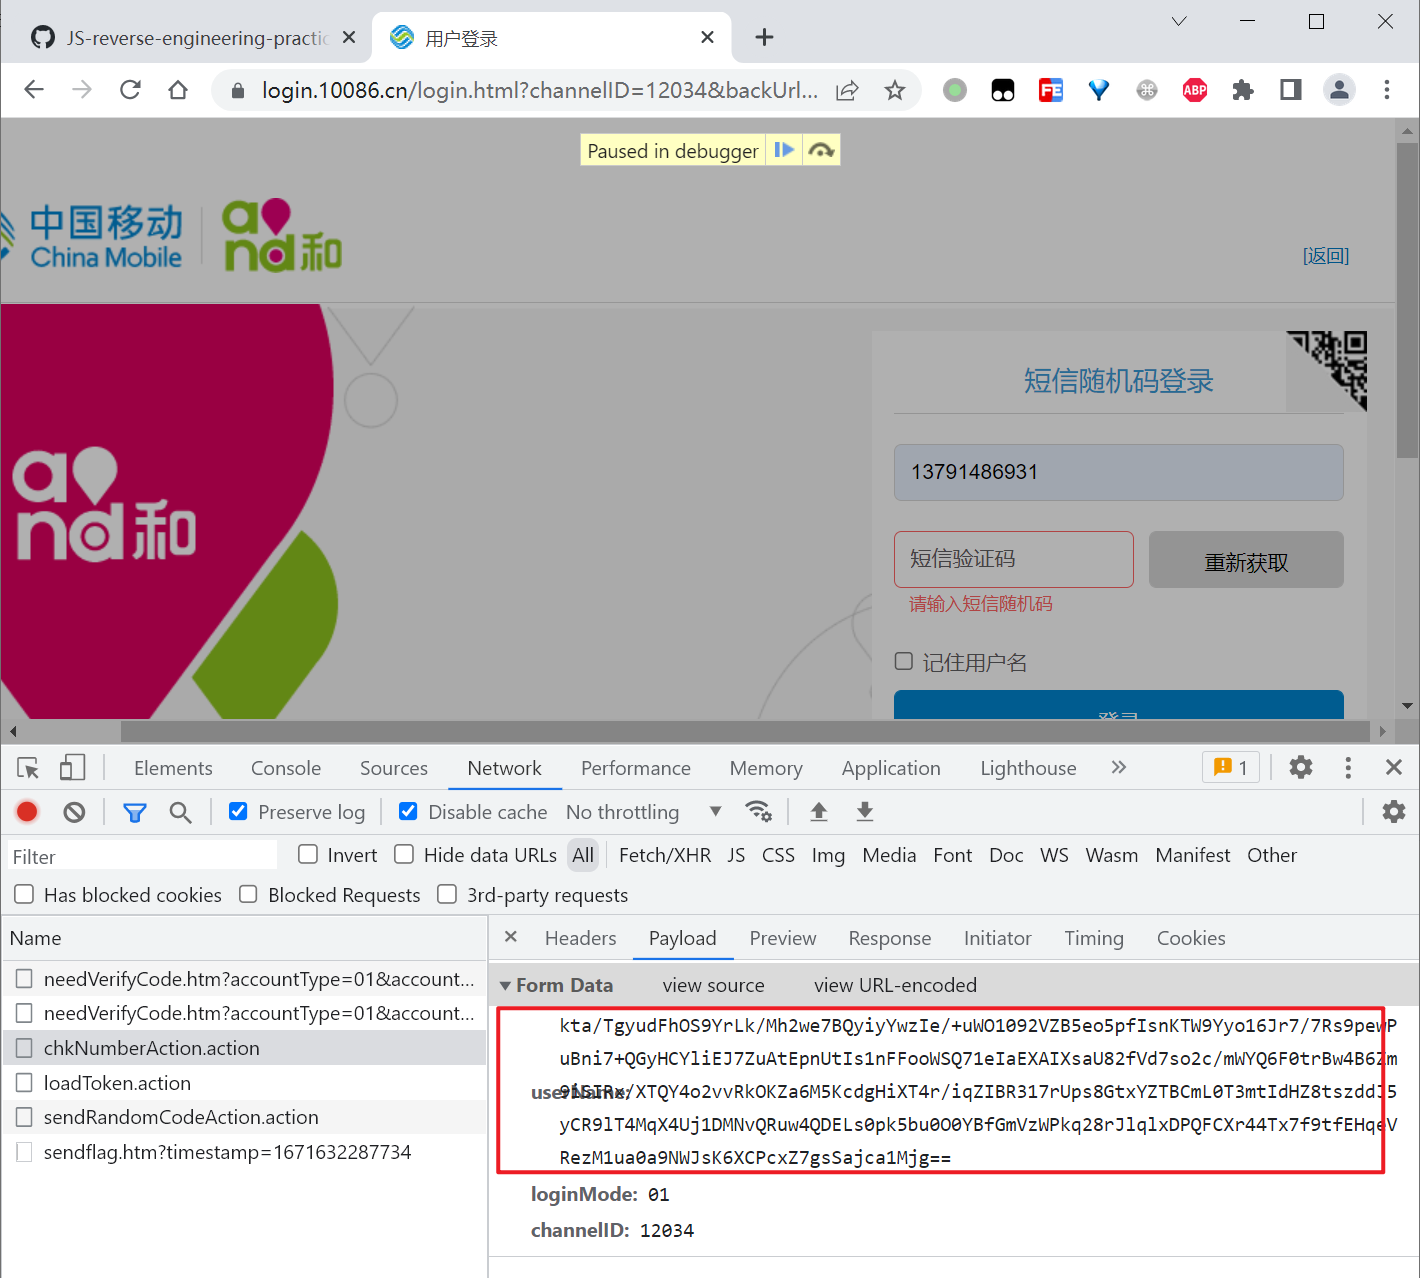 JS-reverse-engineering-practic
用户登录
login.10086.cn/login.html?channelID=12034&backUrl...
FE
ABP
Paused in debugger
中国移动
China Mobile
and和
[返回]
短信随机码登录
and和
13791486931
短信验证码
重新获取
请输入短信随机码
记住用户名
登录
Elements Console Sources Network Performance Memory Application Lighthouse 1
Preserve log Disable cache No throttling
Filter Invert Hide data URLs All Fetch/XHR JS CSS Img Media Font Doc WS Wasm Manifest Other
Has blocked cookies Blocked Requests 3rd-party requests
Name
needVerifyCode.htm?accountType=01&account...
needVerifyCode.htm?accountType=01&account...
chkNumberAction.action
loadToken.action
sendRandomCodeAction.action
sendflag.htm?timestamp=1671632287734
Headers Payload Preview Response Initiator Timing Cookies
Form Data view source view URL-encoded
kta/TgyudFhOS9YrLk/Mh2we7BQyiyYwzIe/+uWO1092VZB5eo5pfIsnKTW9Yyo16Jr7/7Rs9pewP
uBni7+QGyHCYliEJ7ZuAtEpnUtIs1nFFooWSQ71eIaEXAIXsaU82fVd7so2c/mWYQ6F0trBw4B6Zm
userName:
/XTQY4o2vvRkOKZa6M5KcdgHiXT4r/iqZIBR317rUps8GtxYZTBCmL0T3mtIdHZ8tszddJ5
yCR9lT4MqX4Uj1DMNvQRuw4QDELs0pk5bu0O0YBfGmVzWPkq28rJlqlxDPQFCXr44Tx7f9tfEHqeV
RezM1ua0a9NWJsK6XCPcxZ7gsSajca1Mjg==
loginMode: 01
channelID: 12034